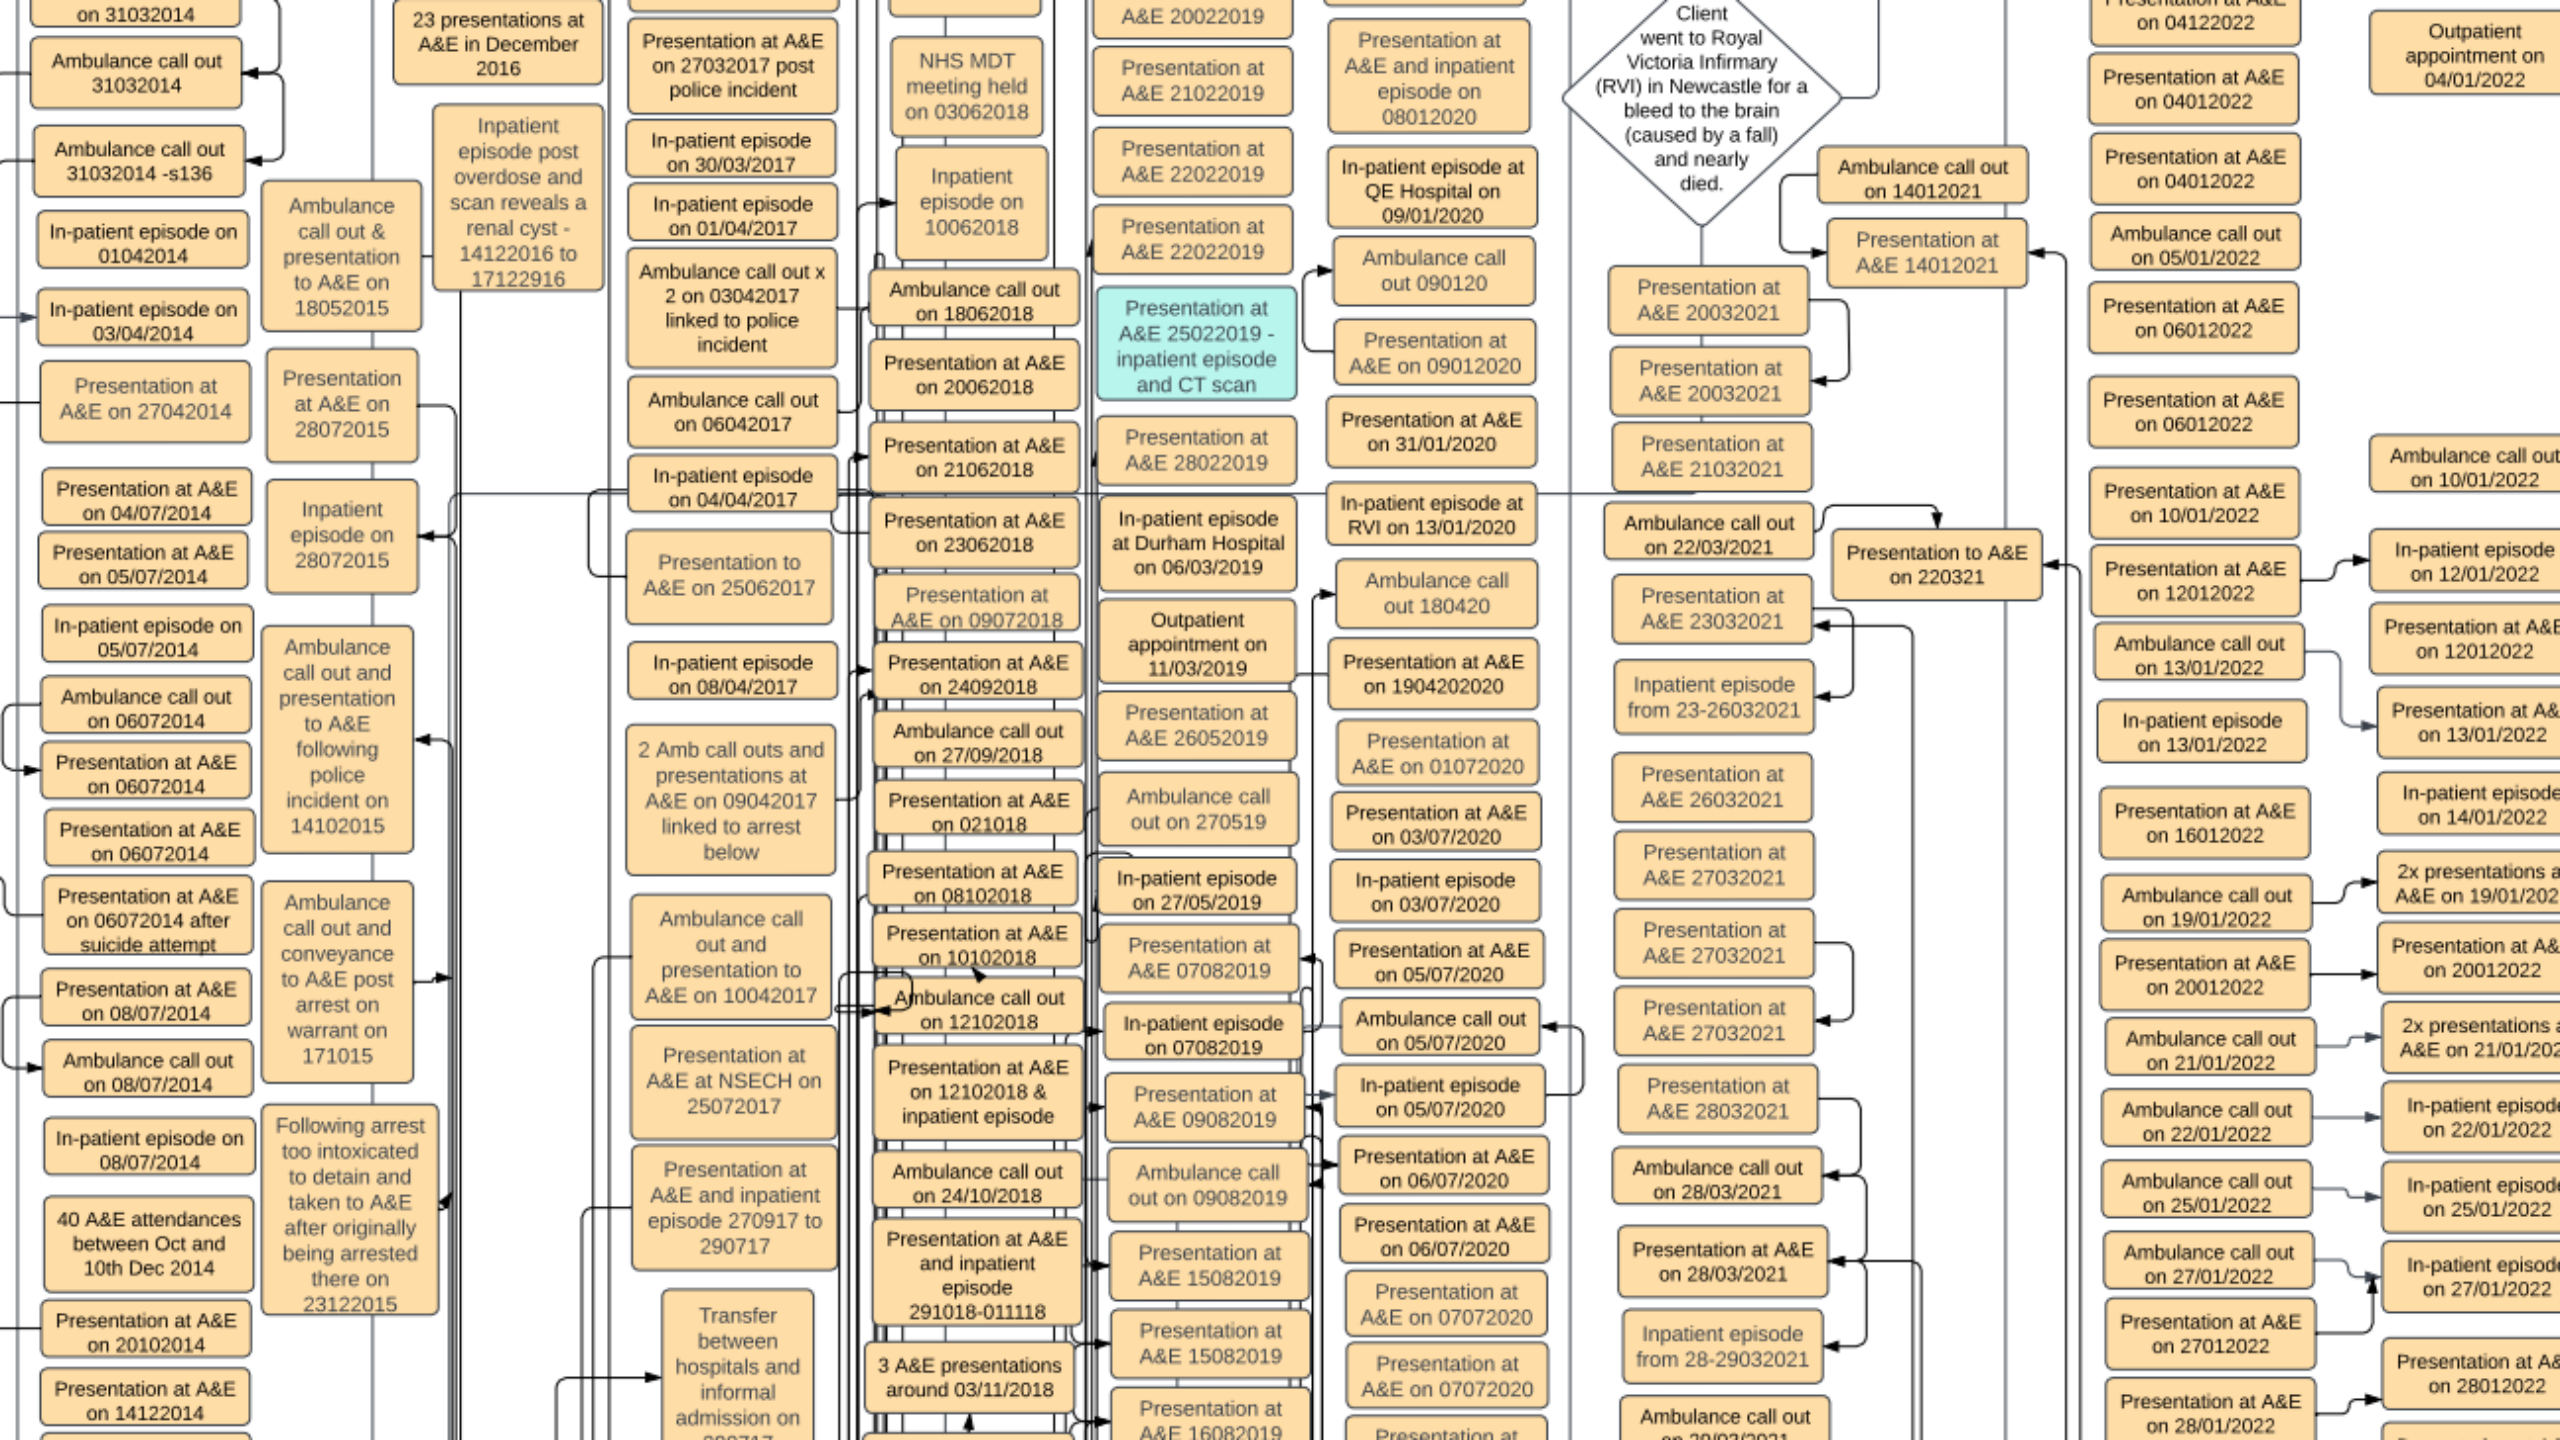 on 31032014
Ambulance call out
31032014
Ambulance call out
31032014 -s136
In-patient episode on
01042014
In-patient episode on
03/04/2014
Presentation at
A&E on 27042014
Presentation at A&E
on 04/07/2014
Presentation at A&E
on 05/07/2014
In-patient episode on
05/07/2014
Ambulance call out
on 06072014
Presentation at A&E
on 06072014
Presentation at A&E
on 06072014
Presentation at A&E
on 06072014 after
suicide attempt
Presentation at A&E
on 08/07/2014
Ambulance call out
on 08/07/2014
In-patient episode on
08/07/2014
40 A&E attendances
between Oct and
10th Dec 2014
Presentation at A&E
on 20102014
Presentation at A&E
on 14122014
Ambulance
call out &
presentation
to A&E on
18052015
Presentation
at A&E on
28072015
Inpatient
episode on
28072015
Ambulance
call out and
presentation
to A&E
following
police
incident on
14102015
Ambulance
call out and
conveyance
to A&E post
arrest on
warrant on
171015
Following arrest
too intoxicated
to detain and
taken to A&E
after originally
being arrested
there on
23122015
23 presentations at
A&E in December
2016
Inpatient
episode post
overdose and
scan reveals a
renal cyst -
14122016 to
17122916
Presentation at A&E
on 27032017 post
police incident
In-patient episode
on 30/03/2017
In-patient episode
on 01/04/2017
Ambulance call out x
2 on 03042017
linked to police
incident
Ambulance call out
on 06042017
In-patient episode
on 04/04/2017
Presentation to
A&E on 25062017
In-patient episode
on 08/04/2017
2 Amb call outs and
presentations at
A&E on 09042017
linked to arrest
below
Ambulance call
out and
presentation to
A&E on 10042017
Presentation at
A&E at NSECH on
25072017
Presentation at
A&E and inpatient
episode 270917 to
290717
Transfer
between
hospitals and
informal
admission on
NHS MDT
meeting held
on 03062018
Inpatient
episode on
10062018
Ambulance call out
on 18062018
Presentation at A&E
on 20062018
Presentation at A&E
on 21062018
Presentation at A&E
on 23062018
Presentation at
A&E on 09072018
Presentation at A&E
on 24092018
Ambulance call out
on 27/09/2018
Presentation at A&E
on 021018
Presentation at A&E
on 08102018
Presentation at A&E
on 10102018
Ambulance call out
on 12102018
Presentation at A&E
on 12102018 &
inpatient episode
Ambulance call out
on 24/10/2018
Presentation at A&E
and inpatient
episode
291018-011118
3 A&E presentations
around 03/11/2018
A&E 20022019
Presentation at
A&E 21022019
Presentation at
A&E 22022019
Presentation at
A&E 22022019
Presentation at
A&E 25022019 -
inpatient episode
and CT scan
Presentation at
A&E 28022019
In-patient episode
at Durham Hospital
on 06/03/2019
Outpatient
appointment on
11/03/2019
Presentation at
A&E 26052019
Ambulance call
out on 270519
In-patient episode
on 27/05/2019
Presentation at
A&E 07082019
In-patient episode
on 07082019
Presentation at
A&E 09082019
Ambulance call
out on 09082019
Presentation at
A&E 15082019
Presentation at
A&E 15082019
Presentation at
A&E 16082019
Presentation at
A&E and inpatient
episode on
08012020
In-patient episode at
QE Hospital on
09/01/2020
Ambulance call
out 090120
Presentation at
A&E on 09012020
Presentation at A&E
on 31/01/2020
In-patient episode at
RVI on 13/01/2020
Ambulance call
out 180420
Presentation at A&E
on 1904202020
Presentation at
A&E on 01072020
Presentation at A&E
on 03/07/2020
In-patient episode
on 03/07/2020
Presentation at A&E
on 05/07/2020
Ambulance call out
on 05/07/2020
In-patient episode
on 05/07/2020
Presentation at A&E
on 06/07/2020
Presentation at A&E
on 06/07/2020
Presentation at
A&E on 07072020
Presentation at
A&E on 07072020
Presentation at
Client
went to Royal
Victoria Infirmary
(RVI) in Newcastle for a
bleed to the brain
(caused by a fall)
and nearly
died.
Presentation at
A&E 20032021
Presentation at
A&E 20032021
Presentation at
A&E 21032021
Ambulance call out
on 22/03/2021
Presentation at
A&E 23032021
Inpatient episode
from 23-26032021
Presentation at
A&E 26032021
Presentation at
A&E 27032021
Presentation at
A&E 27032021
Presentation at
A&E 27032021
Presentation at
A&E 28032021
Ambulance call out
on 28/03/2021
Presentation at A&E
on 28/03/2021
Inpatient episode
from 28-29032021
Ambulance call out
Ambulance call out
on 14012021
Presentation at
A&E 14012021
Presentation to A&E
on 220321
Presentation at A&E
on 04122022
Presentation at A&E
on 04012022
Presentation at A&E
on 04012022
Ambulance call out
on 05/01/2022
Presentation at A&E
on 06012022
Presentation at A&E
on 06012022
Presentation at A&E
on 10/01/2022
Presentation at A&E
on 12012022
Ambulance call out
on 13/01/2022
In-patient episode
on 13/01/2022
Presentation at A&E
on 16012022
Ambulance call out
on 19/01/2022
Presentation at A&E
on 20012022
Ambulance call out
on 21/01/2022
Ambulance call out
on 22/01/2022
Ambulance call out
on 25/01/2022
Ambulance call out
on 27/01/2022
Presentation at A&E
on 27012022
Presentation at A&E
on 28/01/2022
Outpatient
appointment on
04/01/2022
Ambulance call out
on 10/01/2022
In-patient episode
on 12/01/2022
Presentation at A&E
on 12012022
Presentation at A&
on 13/01/2022
In-patient episode
on 14/01/2022
2x presentations a
A&E on 19/01/202
Presentation at A&
on 20012022
2x presentations a
A&E on 21/01/202
In-patient episode
on 22/01/2022
In-patient episode
on 25/01/2022
In-patient episode
on 27/01/2022
Presentation at A&
on 28012022